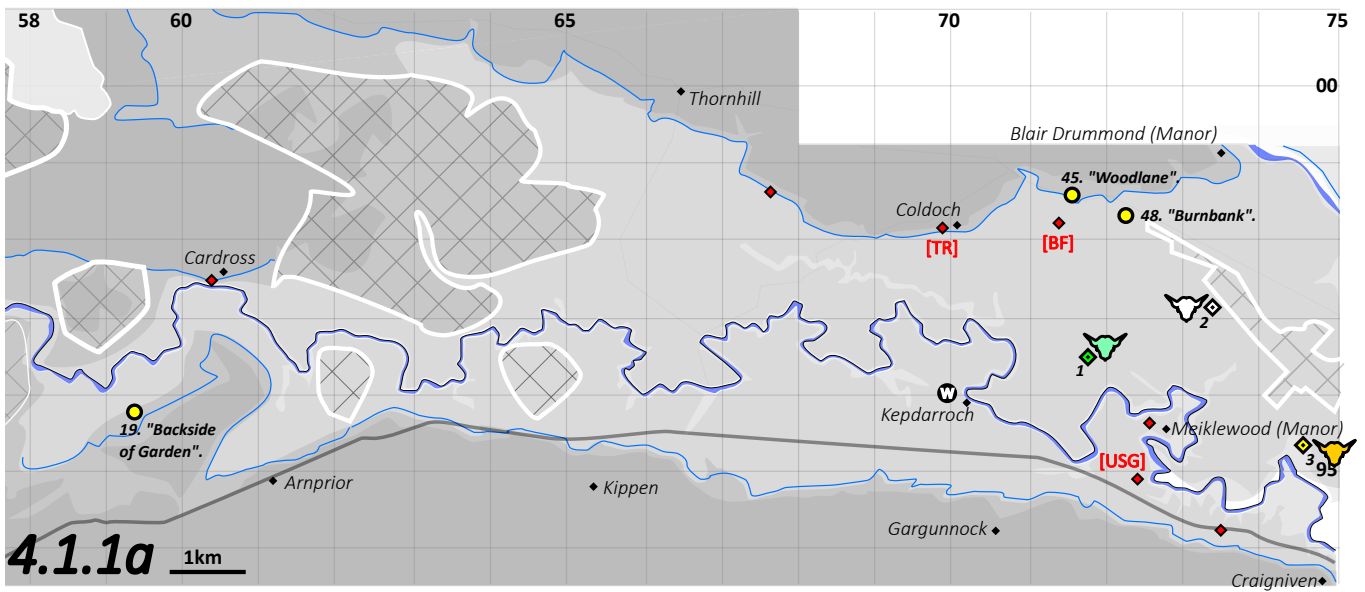 58 60 65 70 75
00
Thornhill
Blair Drummond (Manor)
45. "Woodlane".
48. "Burnbank".
Coldoch
[TR]
[BF]
Cardross
2
1
W
Kepdarroch
19. "Backside
of Garden".
Meiklewood (Manor)
3
95
[USG]
Arnprior
Kippen
Gargunnock
4.1.1a
1km
Craigniven